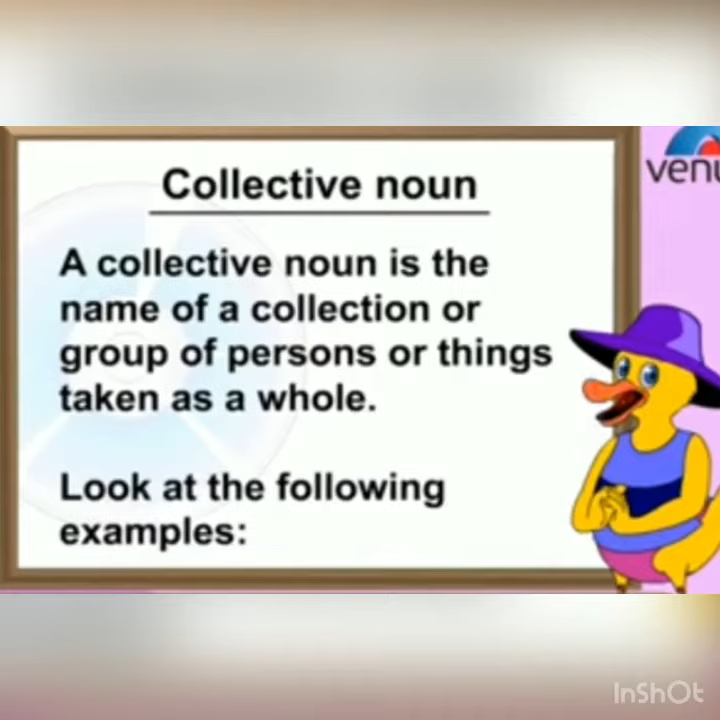 Collective noun
venu
A collective noun is the
name of a collection or
group of persons or things
taken as a whole.
Look at the following
examples:
InShOt